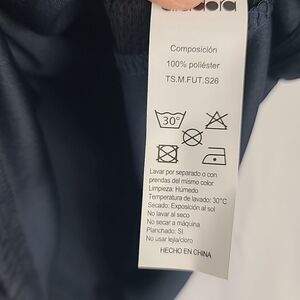 Composición
100% poliéster
TS.M.FUT.S26
30°
Lavar por separado o con
prendas del mismo color
Limpieza: Húmedo
Temperatura de lavado: 30°C
Secado: Exposición al sol
No lavar al seco
No secar a máquina
Planchado: SI
No usar lejía/cloro
HECHO EN CHINA